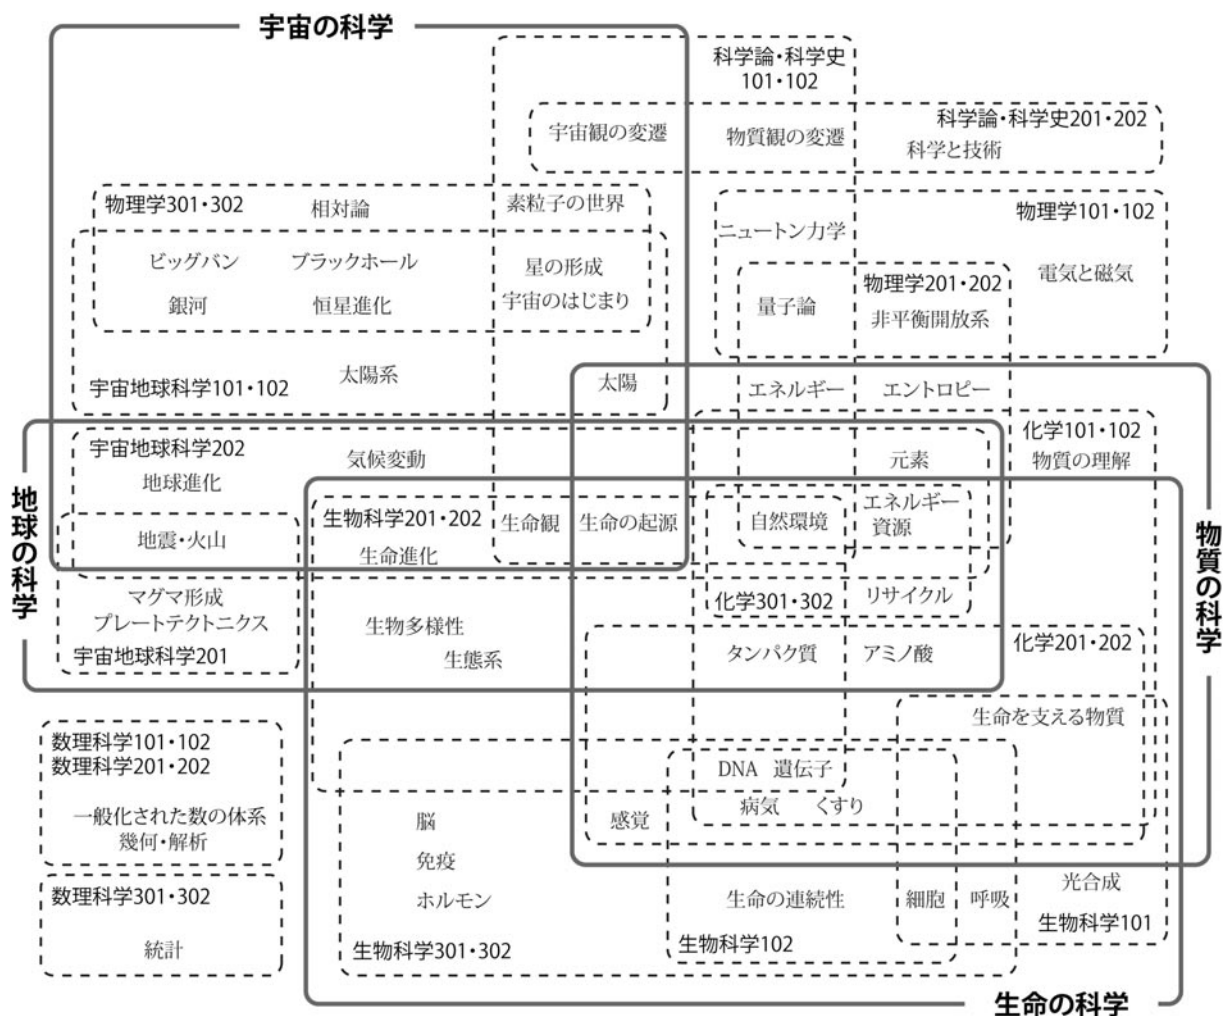 宇宙の科学
科学論・科学史
101・102
科学論・科学史201・202
宇宙観の変遷
物質観の変遷
科学と技術
物理学301・302
相対論
素粒子の世界
物理学101・102
ニュートン力学
ビッグバン
ブラックホール
星の形成
電気と磁気
物理学201・202
銀河
恒星進化
宇宙のはじまり
量子論
非平衡開放系
宇宙地球科学101・102
太陽系
太陽
エネルギー
エントロピー
宇宙地球科学202
気候変動
元素
化学101・102
物質の理解
地球進化
地球の科学
生物科学201・202
生命観
生命の起源
自然環境
エネルギー
資源
物質の科学
地震・火山
生命進化
マグマ形成
プレートテクトニクス
宇宙地球科学201
化学301・302
リサイクル
生物多様性
生態系
タンパク質
アミノ酸
化学201・202
生命を支える物質
数理科学101・102
数理科学201・202
一般化された数の体系
幾何・解析
DNA 遺伝子
病気
くすり
脳
感覚
免疫
ホルモン
数理科学301・302
統計
生命の連続性
細胞
呼吸
光合成
生物科学101
生物科学301・302
生物科学102
生命の科学